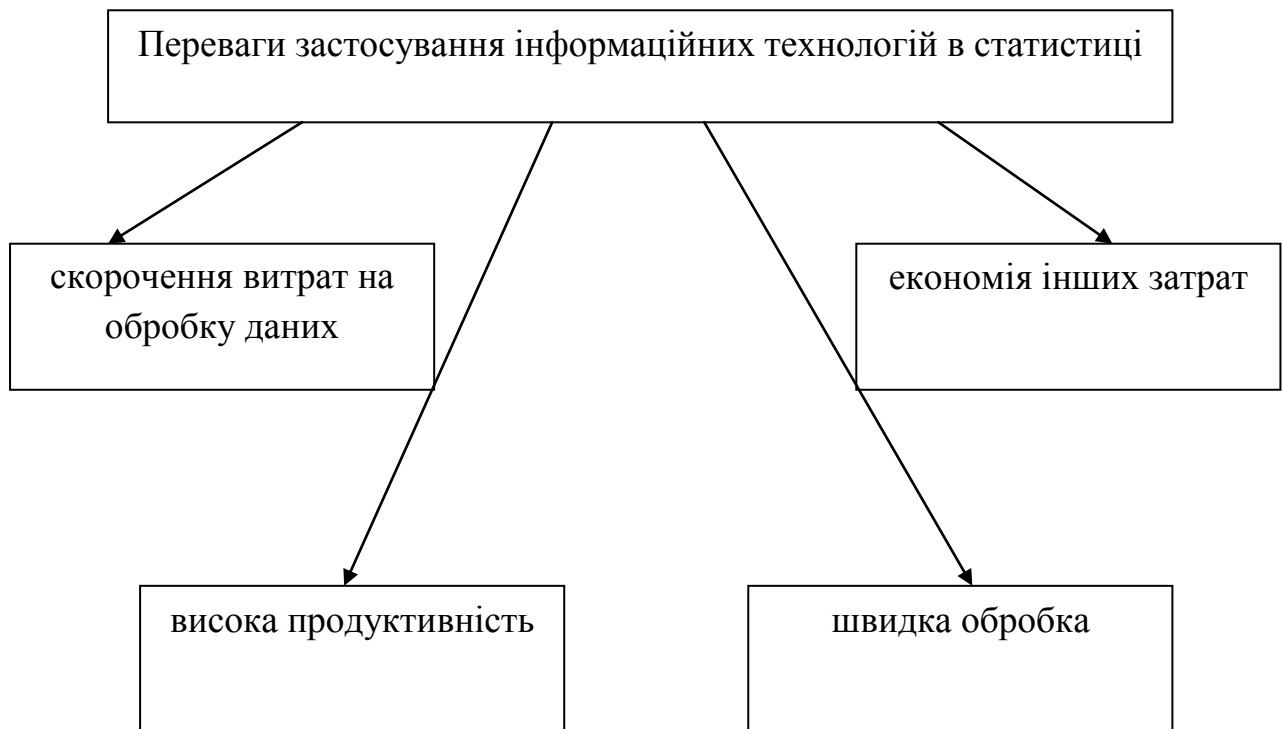 Переваги застосування інформаційних технологій в статистиці
скорочення витрат на
обробку даних
економія інших затрат
висока продуктивність
швидка обробка